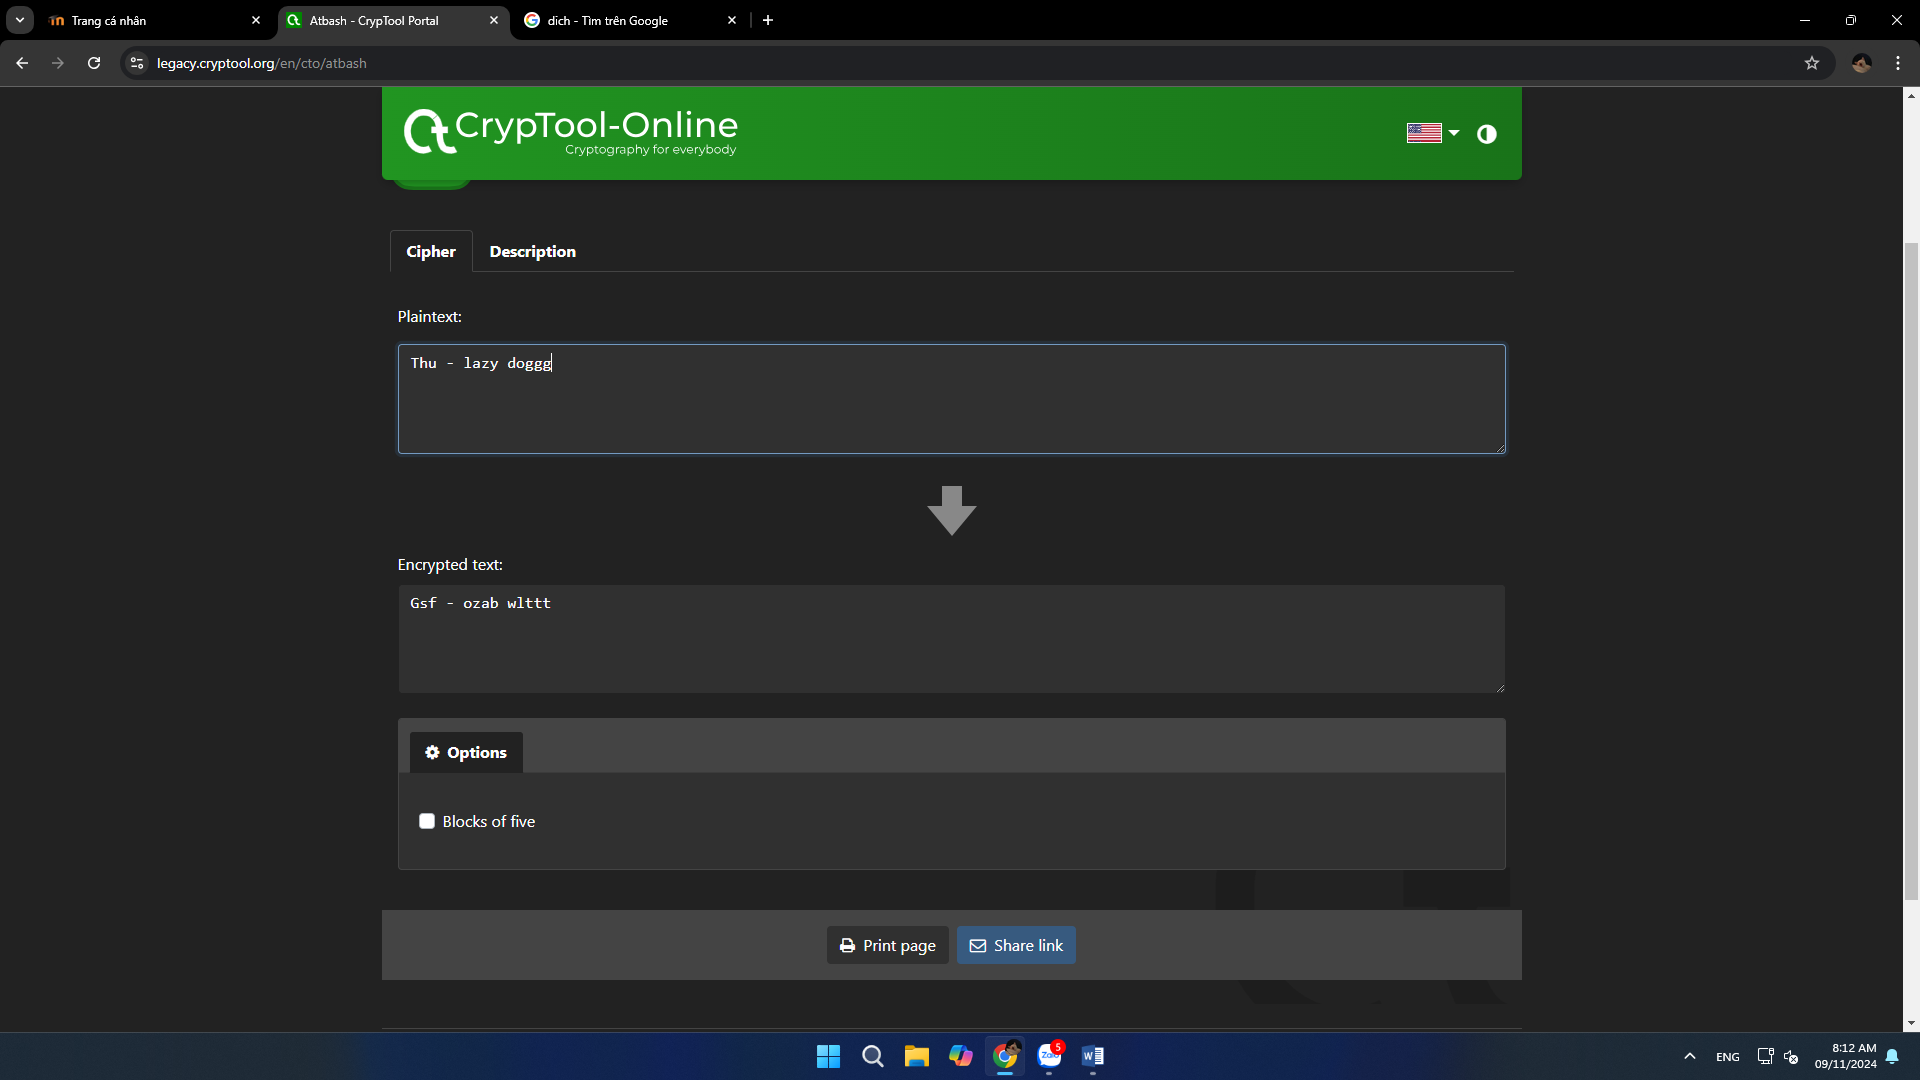 Trang cá nhân
Atbash - CrypTool Portal
dich - Tìm trên Google
legacy.cryptool.org/en/cto/atbash
CrypTool-Online
Cryptography for everybody
Cipher
Description
Plaintext:
Thu - lazy doggg
Encrypted text:
Gsf - ozab wlttt
Options
Blocks of five
Print page
Share link
Zalo
5
ENG
8:12 AM
09/11/2024